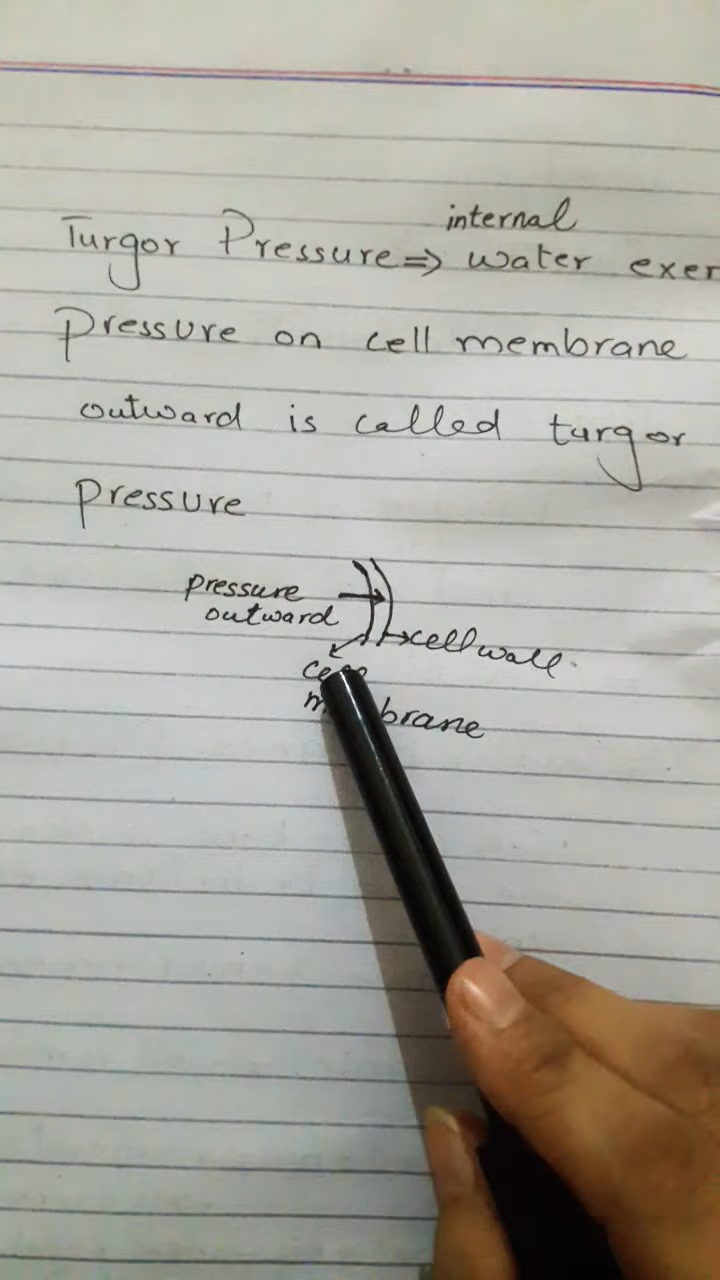 internal
Turgor Pressure => water exer
pressure on cell membrane
outward is called turgor
pressure
pressure
outward
cell wall
brane